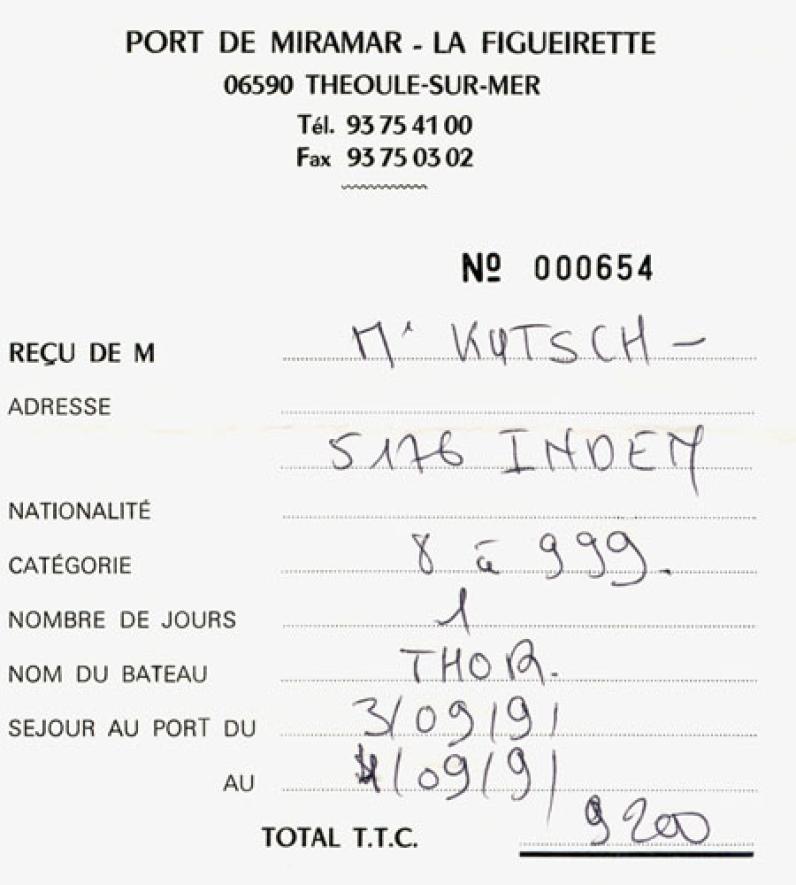 PORT DE MIRAMAR - LA FIGUEIRETTE
06590 THEOULE-SUR-MER
Tél. 93 75 41 00
Fax 93 75 03 02
Nº 000654
REÇU DE M Mr KUTSCH -
ADRESSE
5176 INDEN
NATIONALITÉ
CATÉGORIE 8 à 999.
NOMBRE DE JOURS 1
NOM DU BATEAU THOR.
SEJOUR AU PORT DU 3/09/91
AU 4/09/91
TOTAL T.T.C. 9200